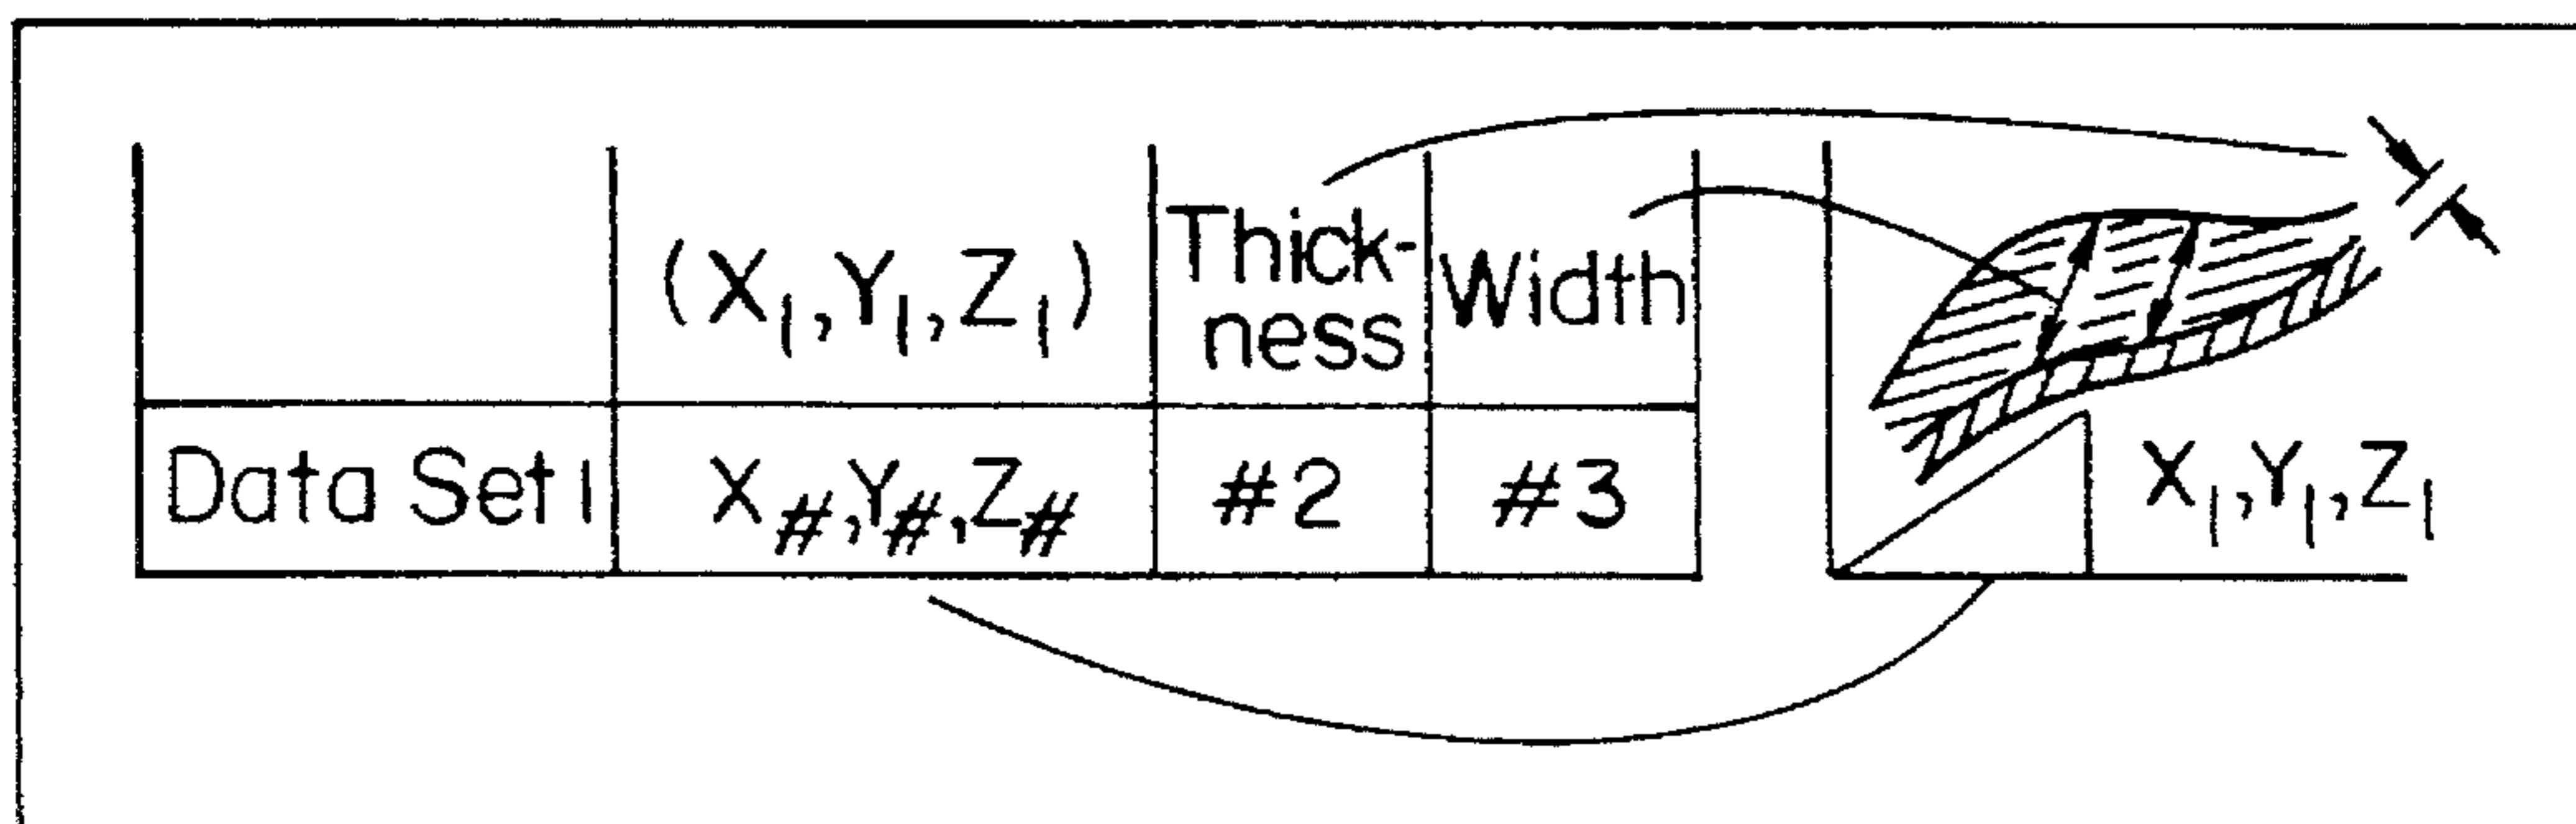 (X₁,Y₁,Z₁) Thick-ness Width
Data Set 1 X#,Y#,Z# #2 #3
X₁,Y₁,Z₁